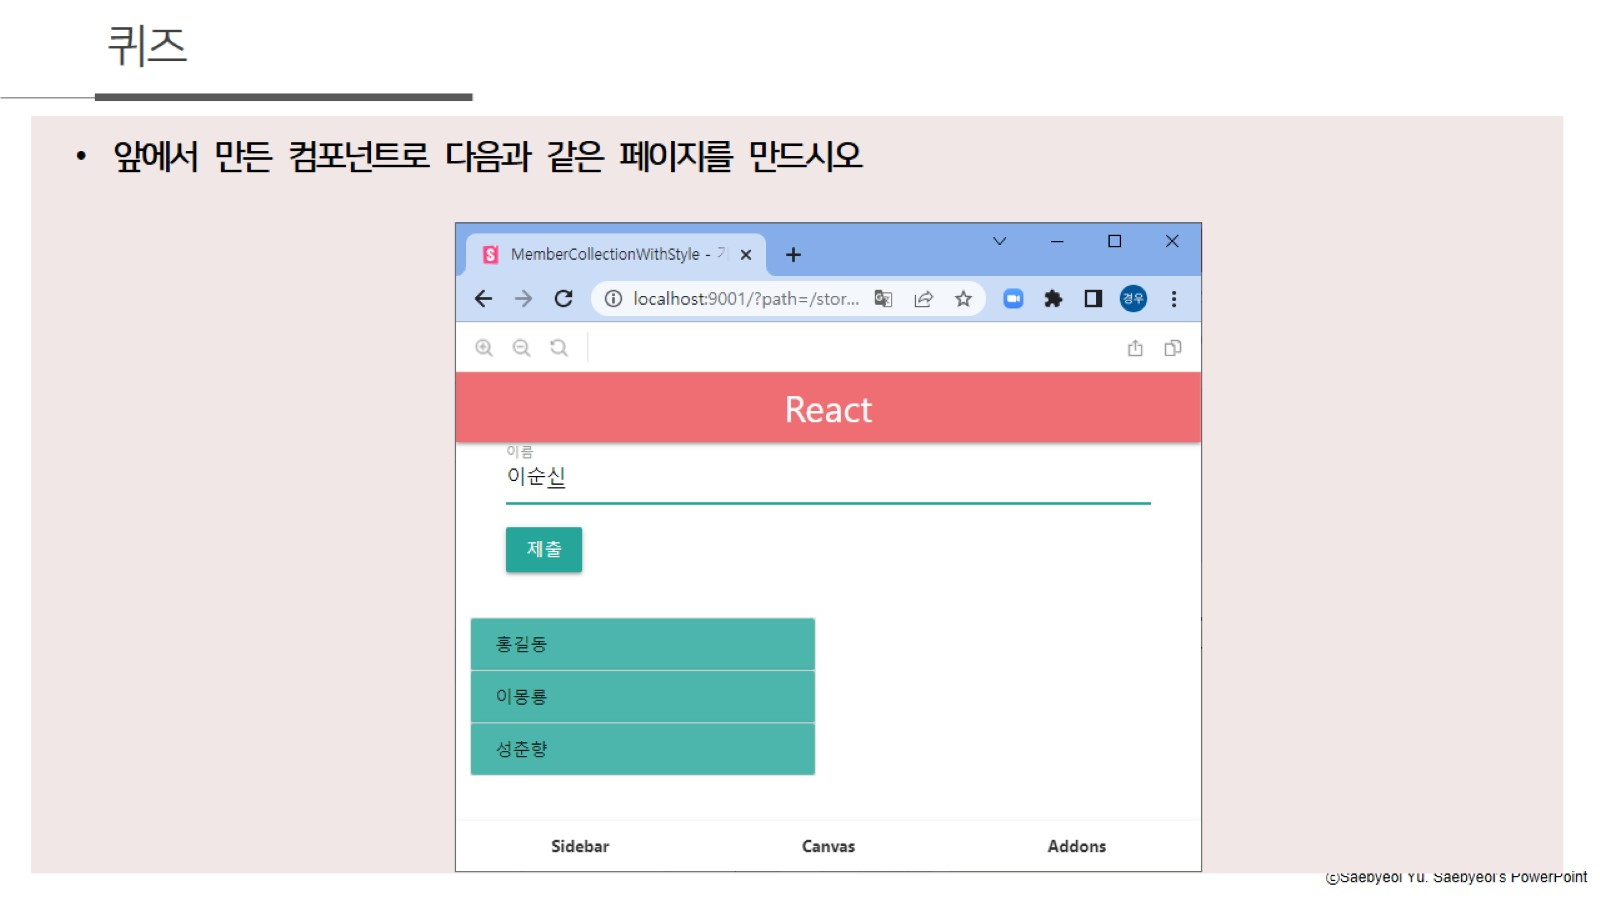 퀴즈
• 앞에서 만든 컴포넌트로 다음과 같은 페이지를 만드시오
MemberCollectionWithStyle -
localhost:9001/?path=/stor...
경우
React
이름
이순신
제출
홍길동
이몽룡
성춘향
Sidebar Canvas Addons
ⓒSaebyeol Yu. Saebyeol's PowerPoint